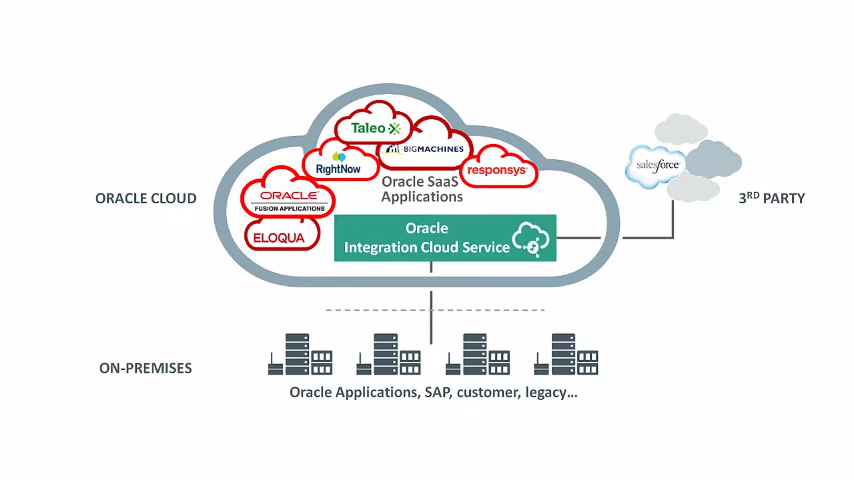 Taleo
BIGMACHINES
RIGHTNOW
responsys
Oracle SaaS
Applications
ORACLE
FUSION APPLICATIONS
ELOQUA
ORACLE CLOUD
salesforce
3RD PARTY
Oracle
Integration Cloud Service
ON-PREMISES
Oracle Applications, SAP, customer, legacy...